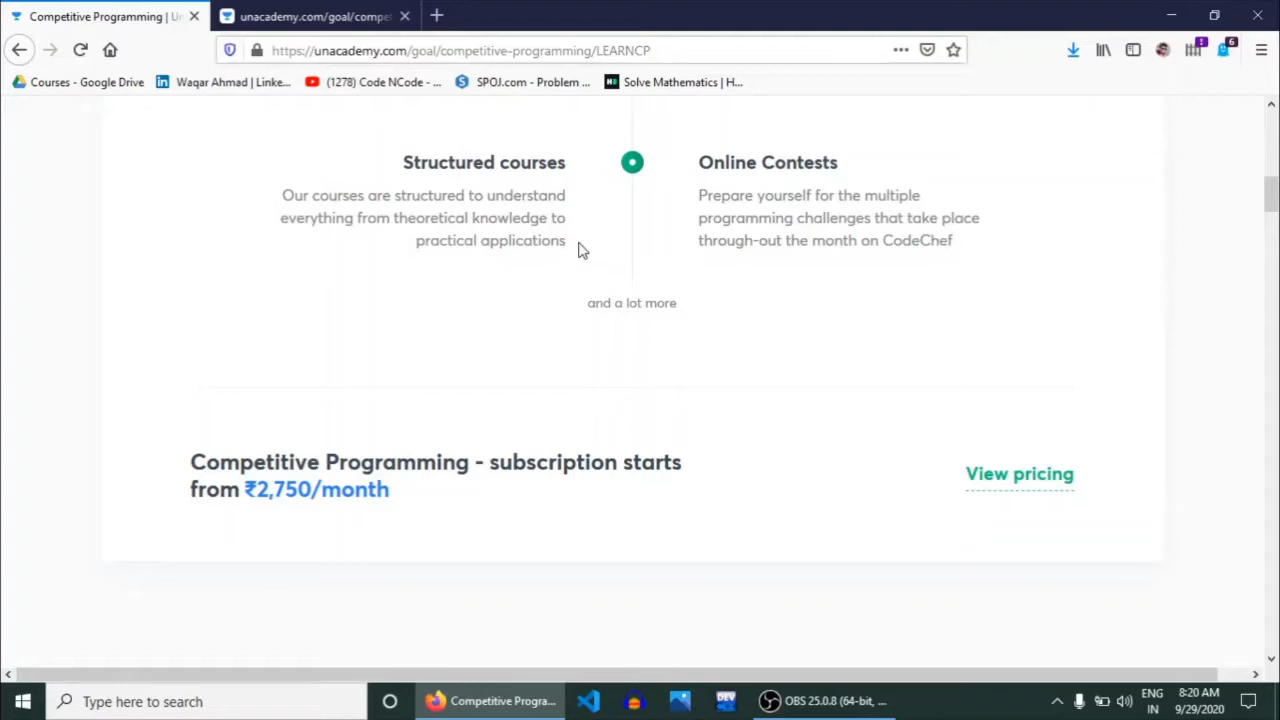 Competitive Programming | Un
unacademy.com/goal/compe
https://unacademy.com/goal/competitive-programming/LEARNCP
Courses - Google Drive
Waqar Ahmad | Linke...
(1278) Code NCode - ...
SPOJ.com - Problem ...
Solve Mathematics | H...
6
Structured courses
Our courses are structured to understand
everything from theoretical knowledge to
practical applications
Online Contests
Prepare yourself for the multiple
programming challenges that take place
through-out the month on CodeChef
and a lot more
Competitive Programming - subscription starts
from ₹2,750/month
View pricing
Type here to search
Competitive Progra...
DEV
OBS 25.0.8 (64-bit, ...
ENG
IN
8:20 AM
9/29/2020